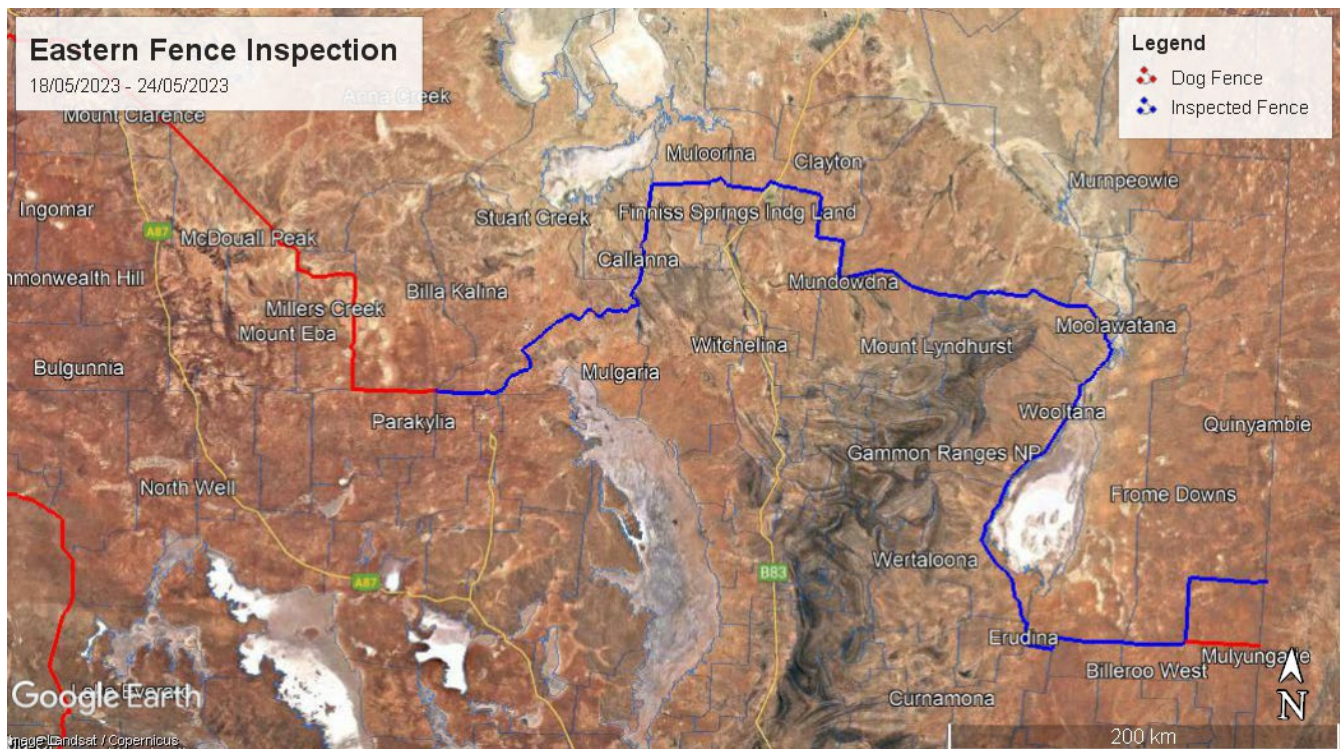 Eastern Fence Inspection
18/05/2023 - 24/05/2023
Legend
Dog Fence
Inspected Fence
Anna Creek
Mount Clarence
Muloorina
Clayton
Murnpeowie
Ingomar
Stuart Creek
Finniss Springs Indg Land
A87
McDouall Peak
Callanna
mmonwealth Hill
Billa Kalina
Mundowdna
Millers Creek
Mount Eba
Moolawatana
Witchelina
Mount Lyndhurst
Bulgunnia
Mulgaria
Wooltana
Parakylia
Quinyambie
Gammon Ranges NP
North Well
Frome Downs
Wertaloona
A87
B83
Erudina
Mulyungarie
Billeroo West
Lake Everard
Google Earth
Curnamona
N
Image Landsat / Copernicus
200 km